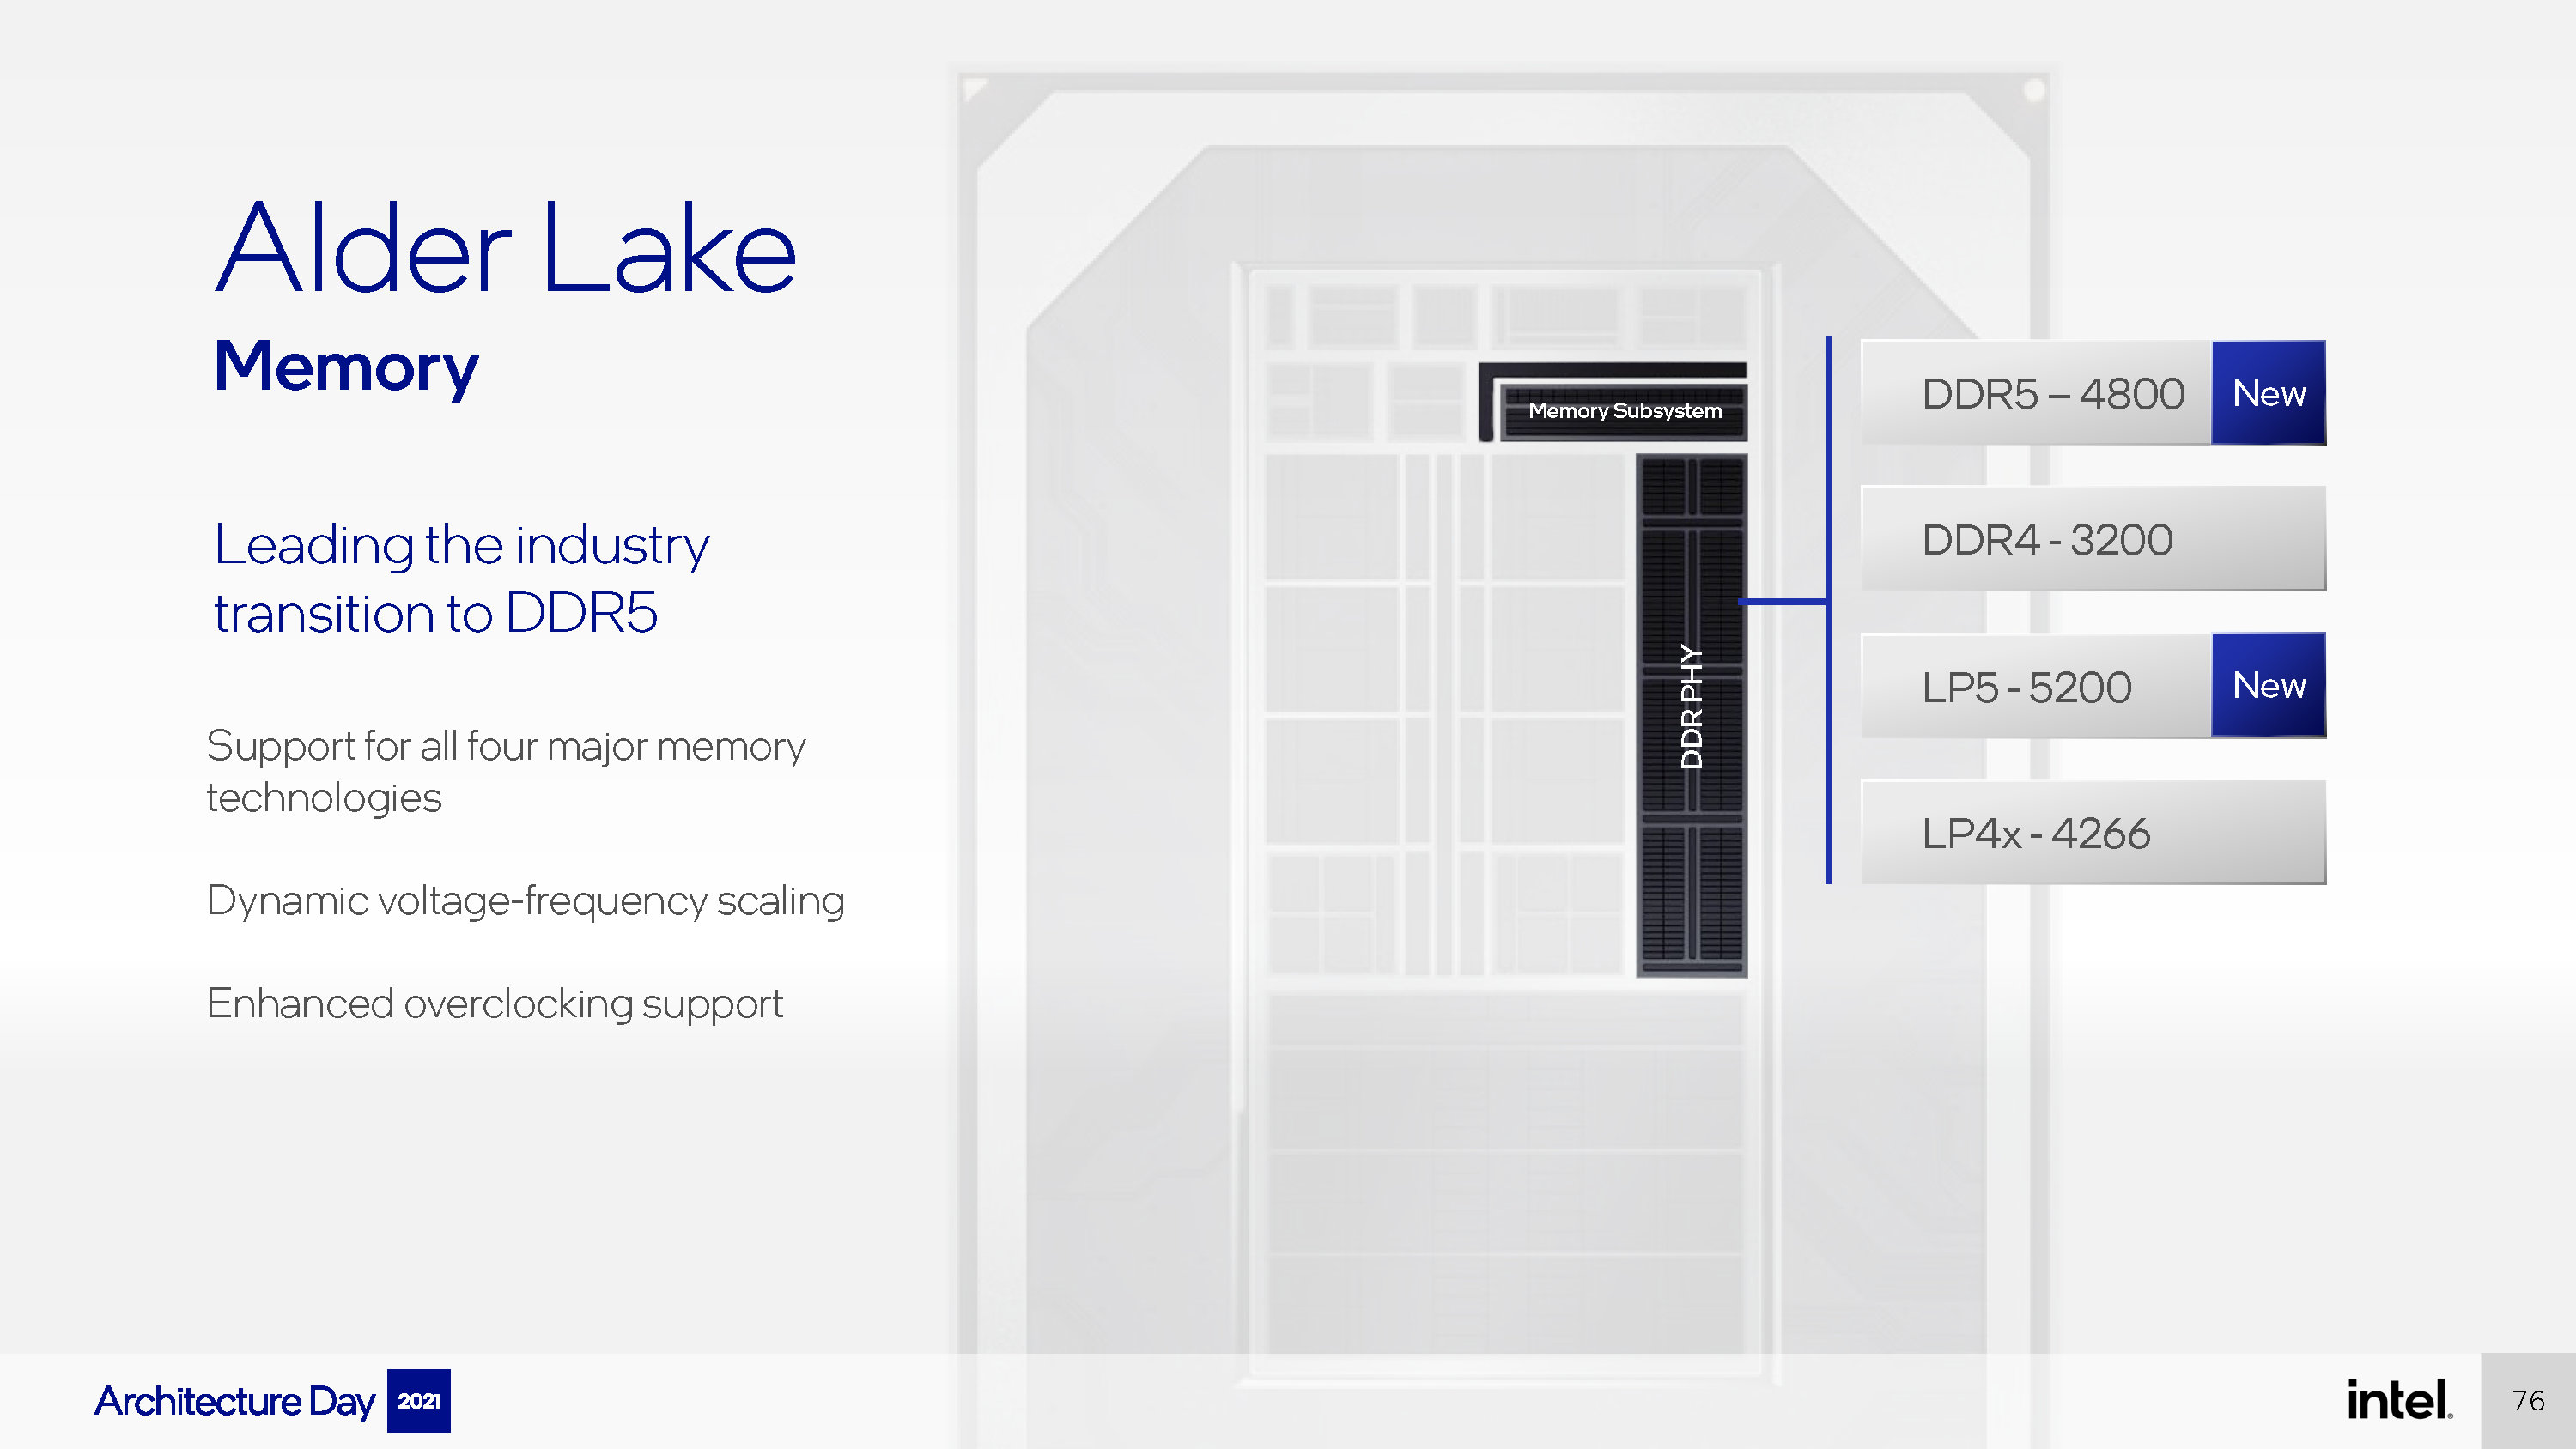 Alder Lake
Memory
Leading the industry
transition to DDR5
Support for all four major memory
technologies
Dynamic voltage-frequency scaling
Enhanced overclocking support
Memory Subsystem
DDR PHY
DDR5 – 4800 New
DDR4 - 3200
LP5 - 5200 New
LP4x - 4266
Architecture Day 2021
intel.
76